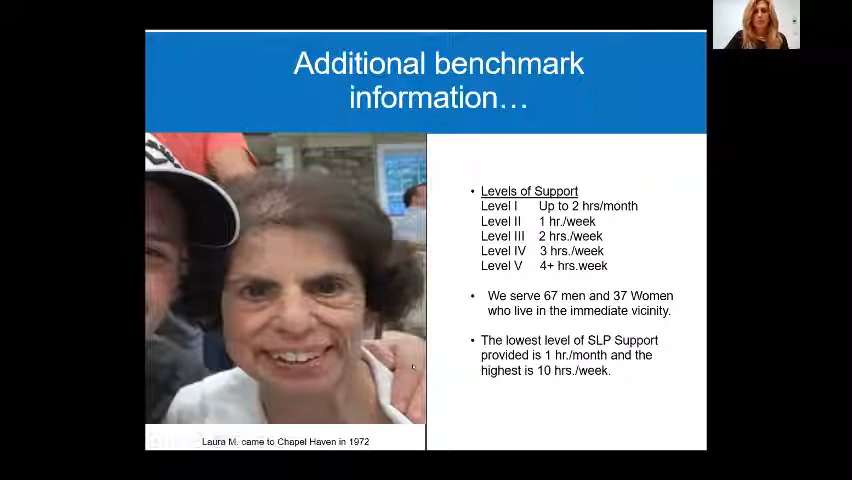 Additional benchmark
information…
• Levels of Support
Level I Up to 2 hrs/month
Level II 1 hr./week
Level III 2 hrs./week
Level IV 3 hrs./week
Level V 4+ hrs.week
• We serve 67 men and 37 Women
who live in the immediate vicinity.
• The lowest level of SLP Support
provided is 1 hr./month and the
highest is 10 hrs./week.
Laura M. came to Chapel Haven in 1972